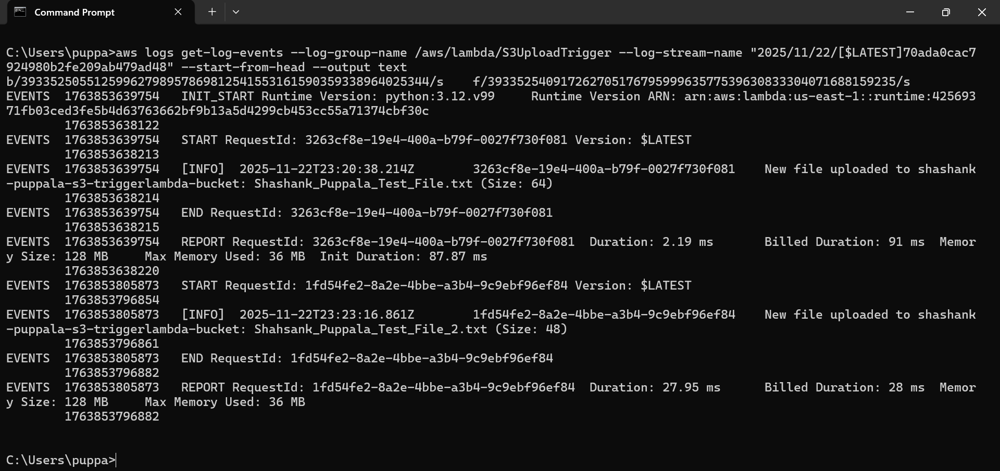 Command Prompt
C:\Users\puppa>aws logs get-log-events --log-group-name /aws/lambda/S3UploadTrigger --log-stream-name "2025/11/22/[$LATEST]70ada0cac7
924980b2fe209ab479ad48" --start-from-head --output text
b/39335250551259962798957869812541553161590359338964025344/s    f/39335254091726270517679599963577539630833304071688159235/s
EVENTS  1763853639754   INIT_START Runtime Version: python:3.12.v99     Runtime Version ARN: arn:aws:lambda:us-east-1::runtime:425693
71fb03ced3fe5b4d63763662bf9b13a5d4299cb453cc55a71374cbf30c
        1763853638122
EVENTS  1763853639754   START RequestId: 3263cf8e-19e4-400a-b79f-0027f730f081 Version: $LATEST
        1763853638213
EVENTS  1763853639754   [INFO]  2025-11-22T23:20:38.214Z        3263cf8e-19e4-400a-b79f-0027f730f081    New file uploaded to shashank
-puppala-s3-triggerlambda-bucket: Shashank_Puppala_Test_File.txt (Size: 64)
        1763853638214
EVENTS  1763853639754   END RequestId: 3263cf8e-19e4-400a-b79f-0027f730f081
        1763853638215
EVENTS  1763853639754   REPORT RequestId: 3263cf8e-19e4-400a-b79f-0027f730f081  Duration: 2.19 ms       Billed Duration: 91 ms  Memor
y Size: 128 MB     Max Memory Used: 36 MB  Init Duration: 87.87 ms
        1763853638220
EVENTS  1763853805873   START RequestId: 1fd54fe2-8a2e-4bbe-a3b4-9c9ebf96ef84 Version: $LATEST
        1763853796854
EVENTS  1763853805873   [INFO]  2025-11-22T23:23:16.861Z        1fd54fe2-8a2e-4bbe-a3b4-9c9ebf96ef84    New file uploaded to shashank
-puppala-s3-triggerlambda-bucket: Shahsank_Puppala_Test_File_2.txt (Size: 48)
        1763853796861
EVENTS  1763853805873   END RequestId: 1fd54fe2-8a2e-4bbe-a3b4-9c9ebf96ef84
        1763853796882
EVENTS  1763853805873   REPORT RequestId: 1fd54fe2-8a2e-4bbe-a3b4-9c9ebf96ef84  Duration: 27.95 ms      Billed Duration: 28 ms  Memor
y Size: 128 MB     Max Memory Used: 36 MB
        1763853796882
C:\Users\puppa>